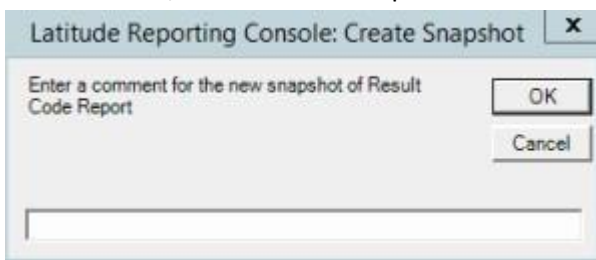 Latitude Reporting Console: Create Snapshot
x
Enter a comment for the new snapshot of Result
Code Report
OK
Cancel